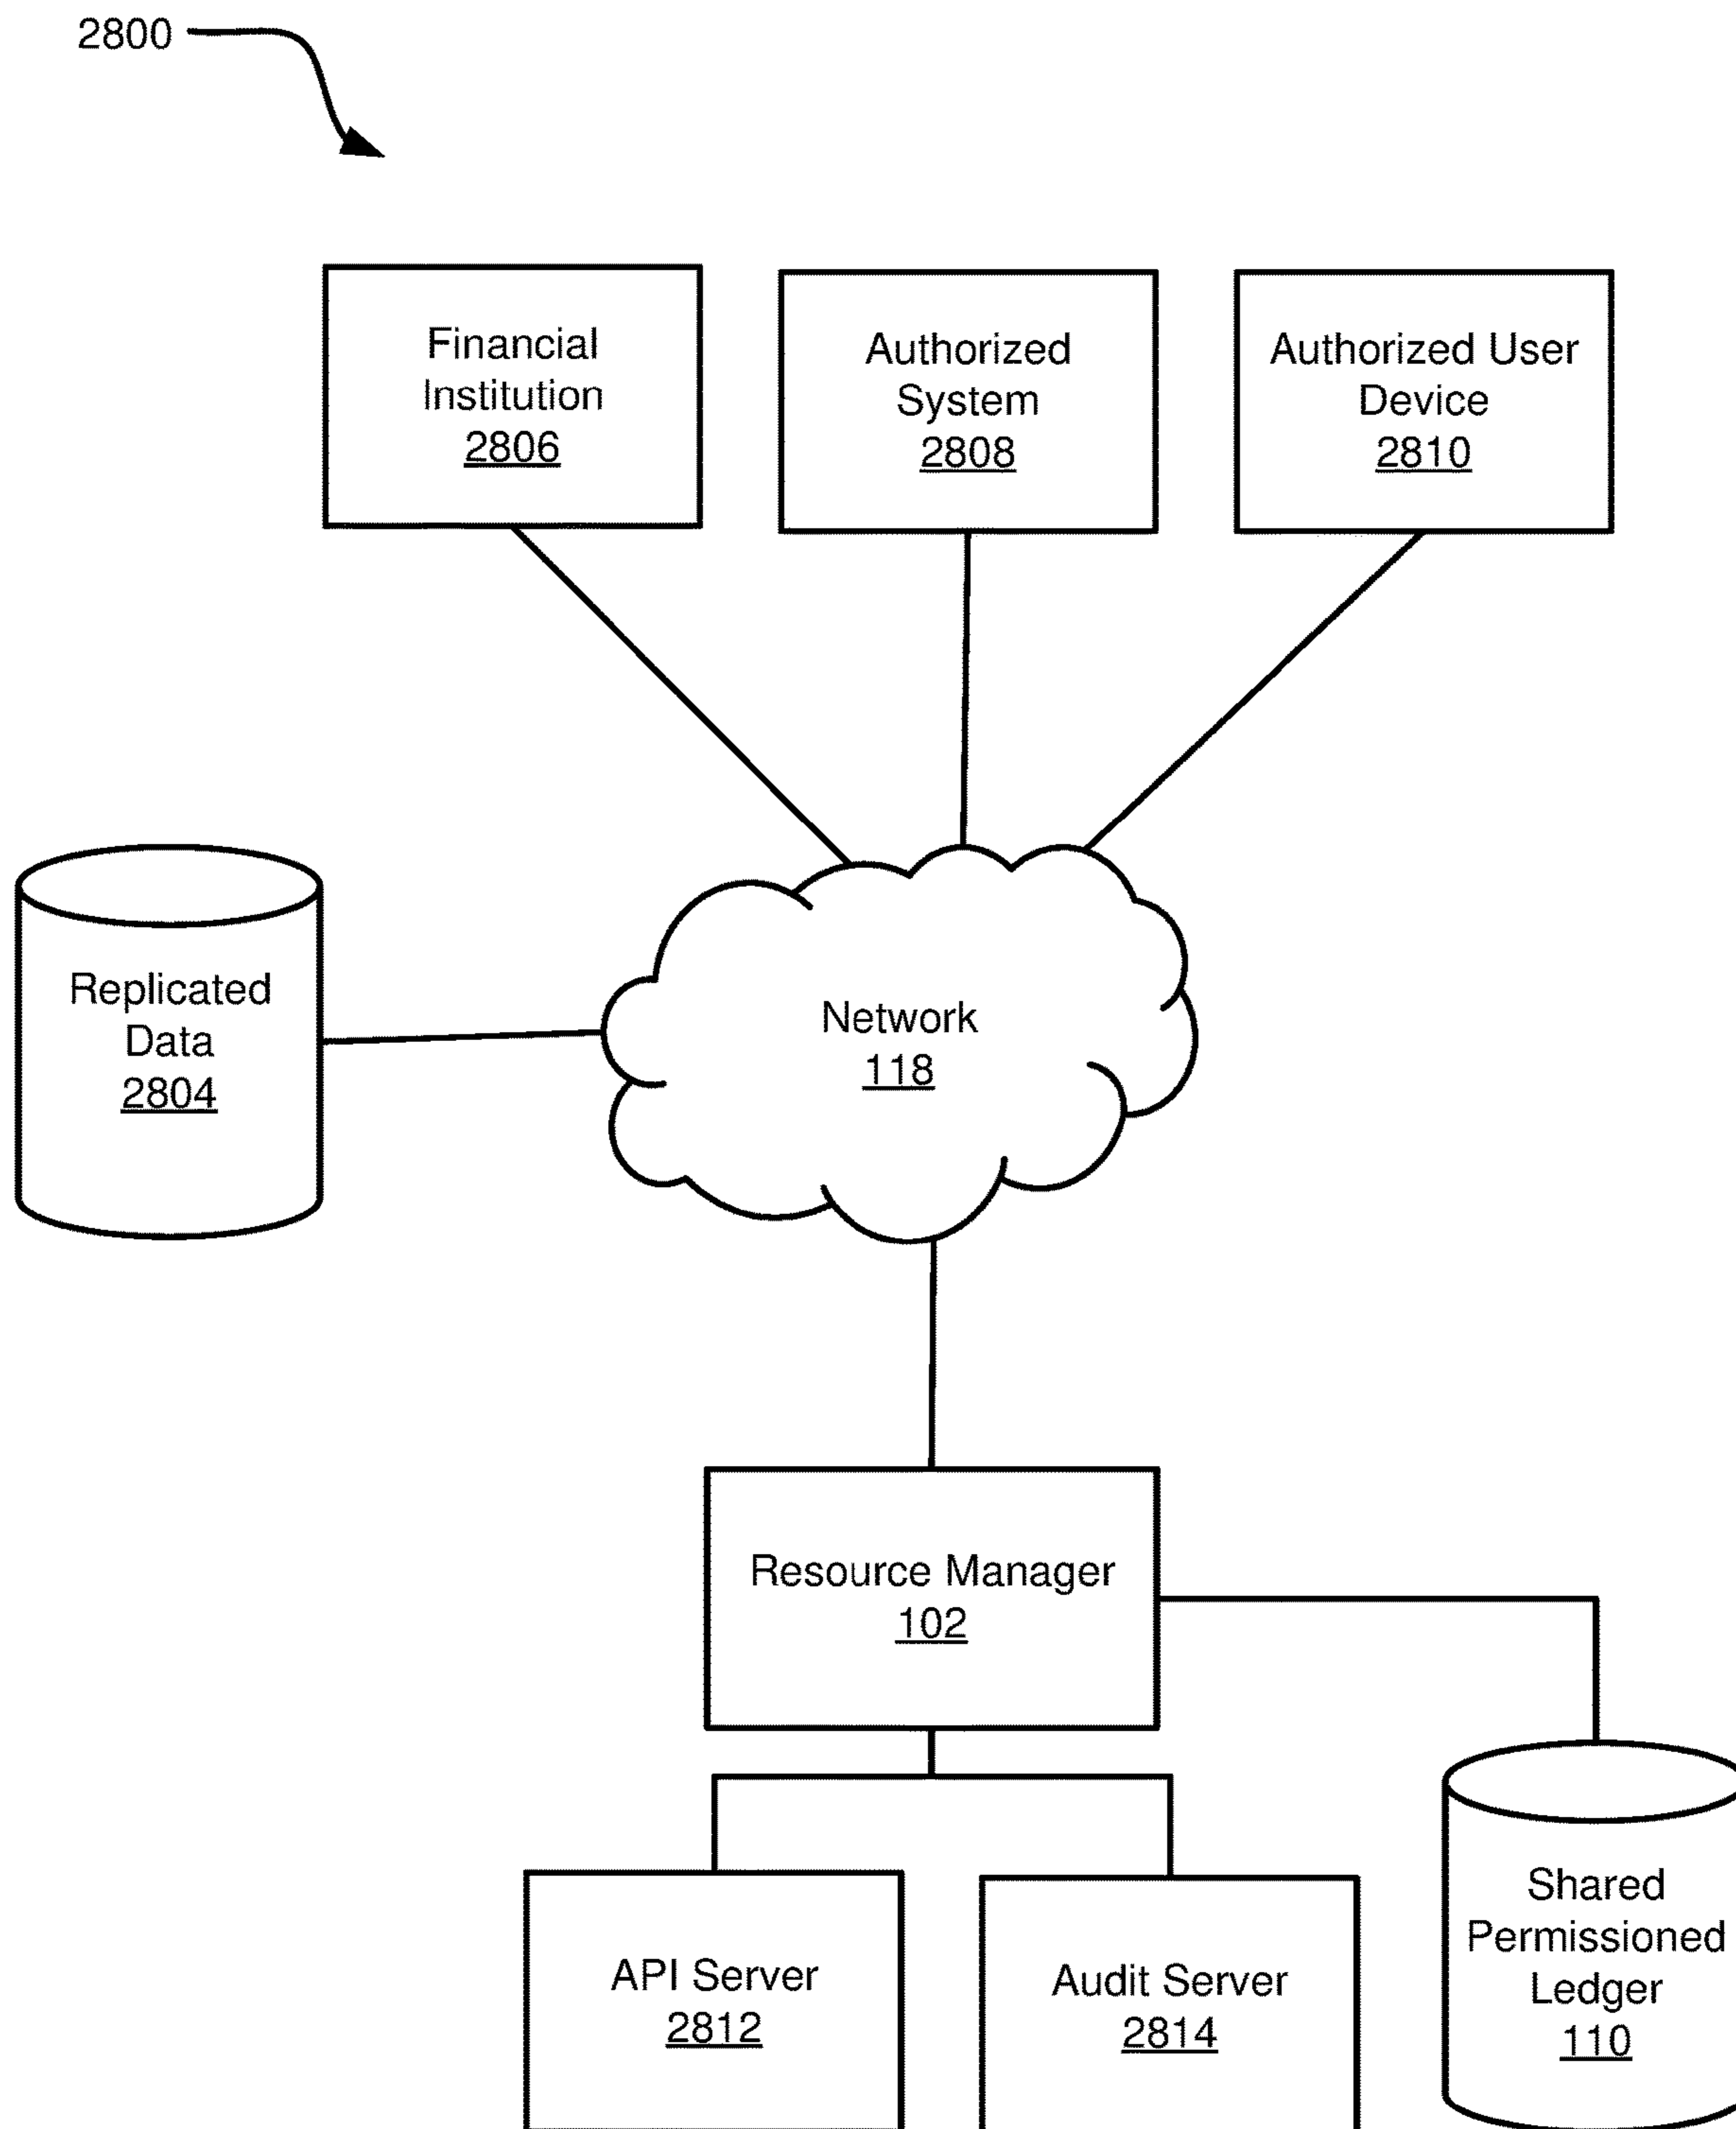 2800
Financial
Institution
2806
Authorized
System
2808
Authorized User
Device
2810
Replicated
Data
2804
Network
118
Resource Manager
102
API Server
2812
Audit Server
2814
Shared
Permissioned
Ledger
110